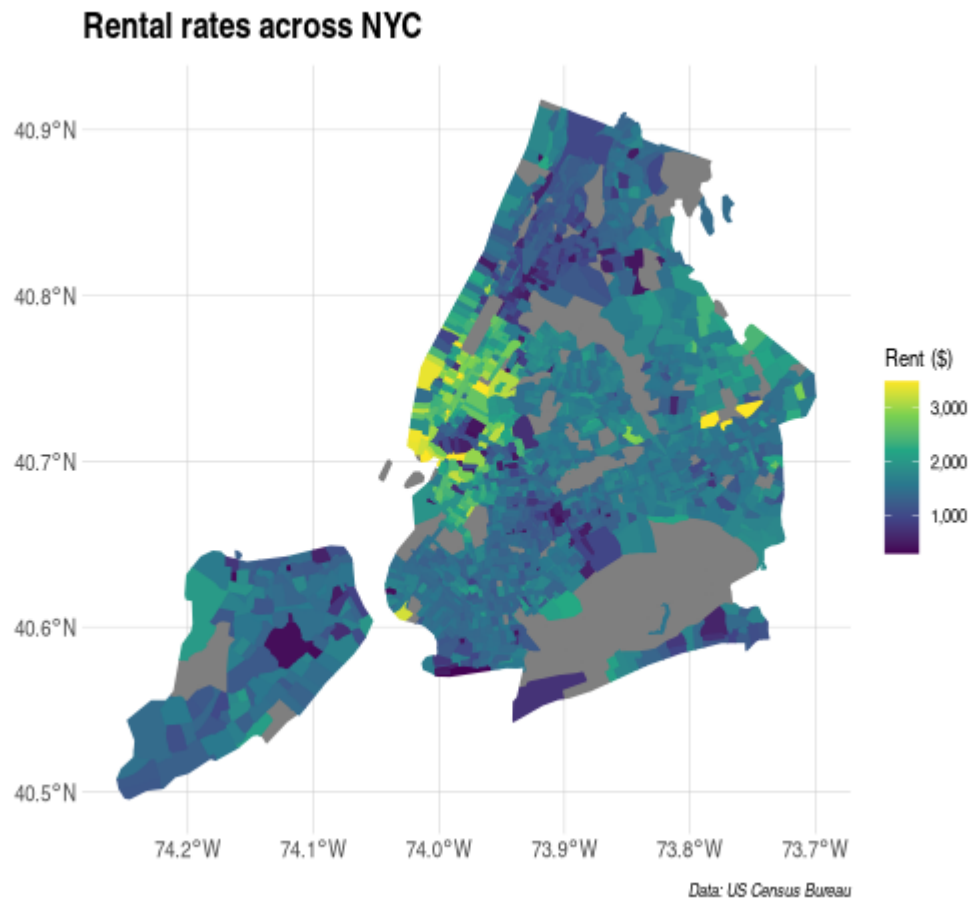 Rental rates across NYC
40.9°N
40.8°N
40.7°N
40.6°N
40.5°N
74.2°W 74.1°W 74.0°W 73.9°W 73.8°W 73.7°W
Rent ($)
3,000
2,000
1,000
Data: US Census Bureau